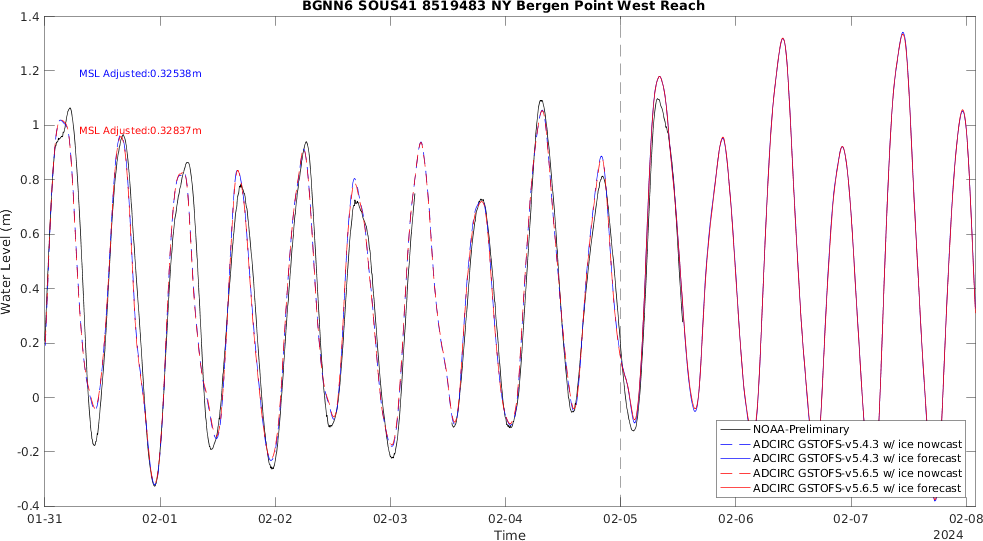 BGNN6 SOUS41 8519483 NY Bergen Point West Reach
1.4
1.2
1
0.8
0.6
0.4
0.2
0
-0.2
-0.4
Water Level (m)
MSL Adjusted:0.32538m
MSL Adjusted:0.32837m
NOAA-Preliminary
ADCIRC GSTOFS-v5.4.3 w/ ice nowcast
ADCIRC GSTOFS-v5.4.3 w/ ice forecast
ADCIRC GSTOFS-v5.6.5 w/ ice nowcast
ADCIRC GSTOFS-v5.6.5 w/ ice forecast
01-31 02-01 02-02 02-03 02-04 02-05 02-06 02-07 02-08
Time
2024